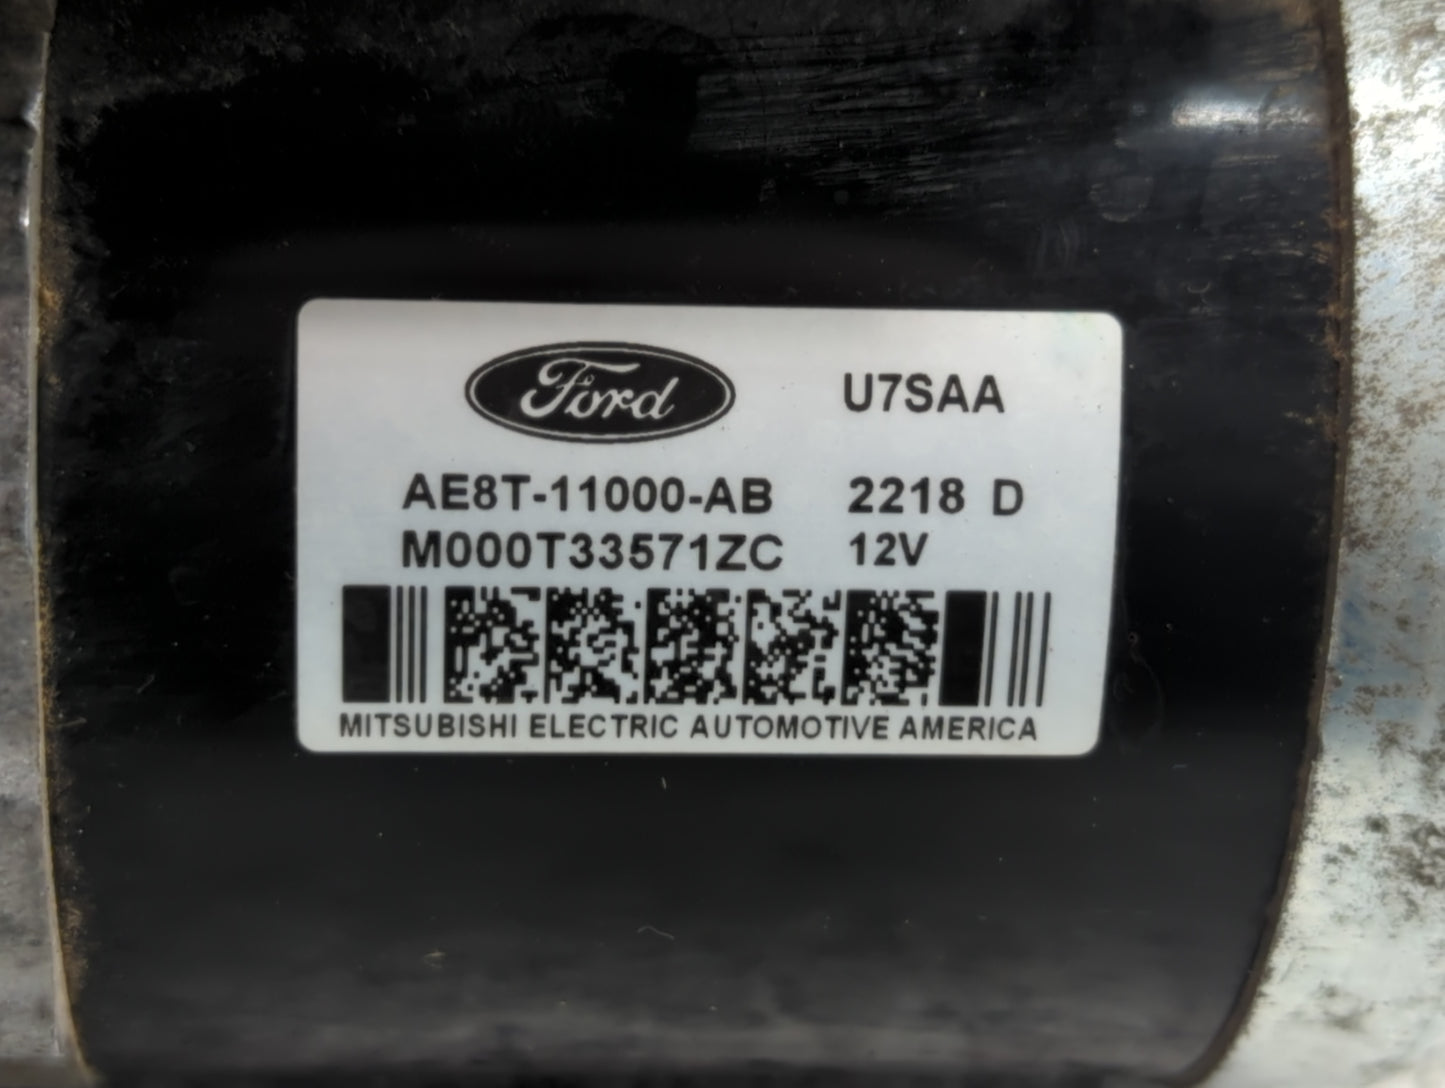 Ford U7SAA
AE8T-11000-AB 2218 D
M000T33571ZC 12V
MITSUBISHI ELECTRIC AUTOMOTIVE AMERICA